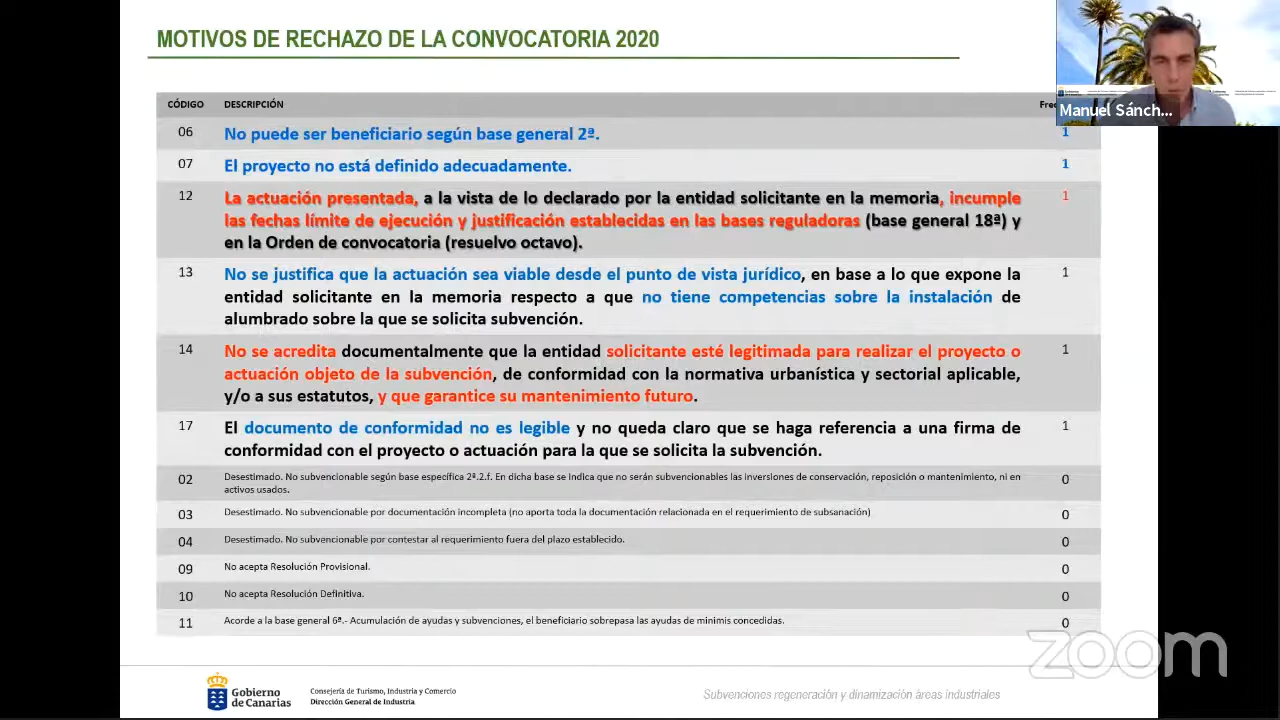 MOTIVOS DE RECHAZO DE LA CONVOCATORIA 2020
Manuel Sánch...
CÓDIGO DESCRIPCIÓN
06 No puede ser beneficiario según base general 2ª. 1
07 El proyecto no está definido adecuadamente. 1
12 La actuación presentada, a la vista de lo declarado por la entidad solicitante en la memoria, incumple 1
las fechas límite de ejecución y justificación establecidas en las bases reguladoras (base general 18ª) y
en la Orden de convocatoria (resuelvo octavo).
13 No se justifica que la actuación sea viable desde el punto de vista jurídico, en base a lo que expone la 1
entidad solicitante en la memoria respecto a que no tiene competencias sobre la instalación de
alumbrado sobre la que se solicita subvención.
14 No se acredita documentalmente que la entidad solicitante esté legitimada para realizar el proyecto o 1
actuación objeto de la subvención, de conformidad con la normativa urbanística y sectorial aplicable,
y/o a sus estatutos, y que garantice su mantenimiento futuro.
17 El documento de conformidad no es legible y no queda claro que se haga referencia a una firma de 1
conformidad con el proyecto o actuación para la que se solicita la subvención.
02 Desestimado. No subvencionable según base específica 2ª.2.f. En dicha base se indica que no serán subvencionables las inversiones de conservación, reposición o mantenimiento, ni en 0
activos usados.
03 Desestimado. No subvencionable por documentación incompleta (no aporta toda la documentación relacionada en el requerimiento de subsanación) 0
04 Desestimado. No subvencionable por contestar al requerimiento fuera del plazo establecido. 0
09 No acepta Resolución Provisional. 0
10 No acepta Resolución Definitiva. 0
11 Acorde a la base general 6ª.- Acumulación de ayudas y subvenciones, el beneficiario sobrepasa las ayudas de minimis concedidas. 0
zoom
Gobierno
de Canarias
Consejería de Turismo, Industria y Comercio
Dirección General de Industria
Subvenciones regeneración y dinamización áreas industriales